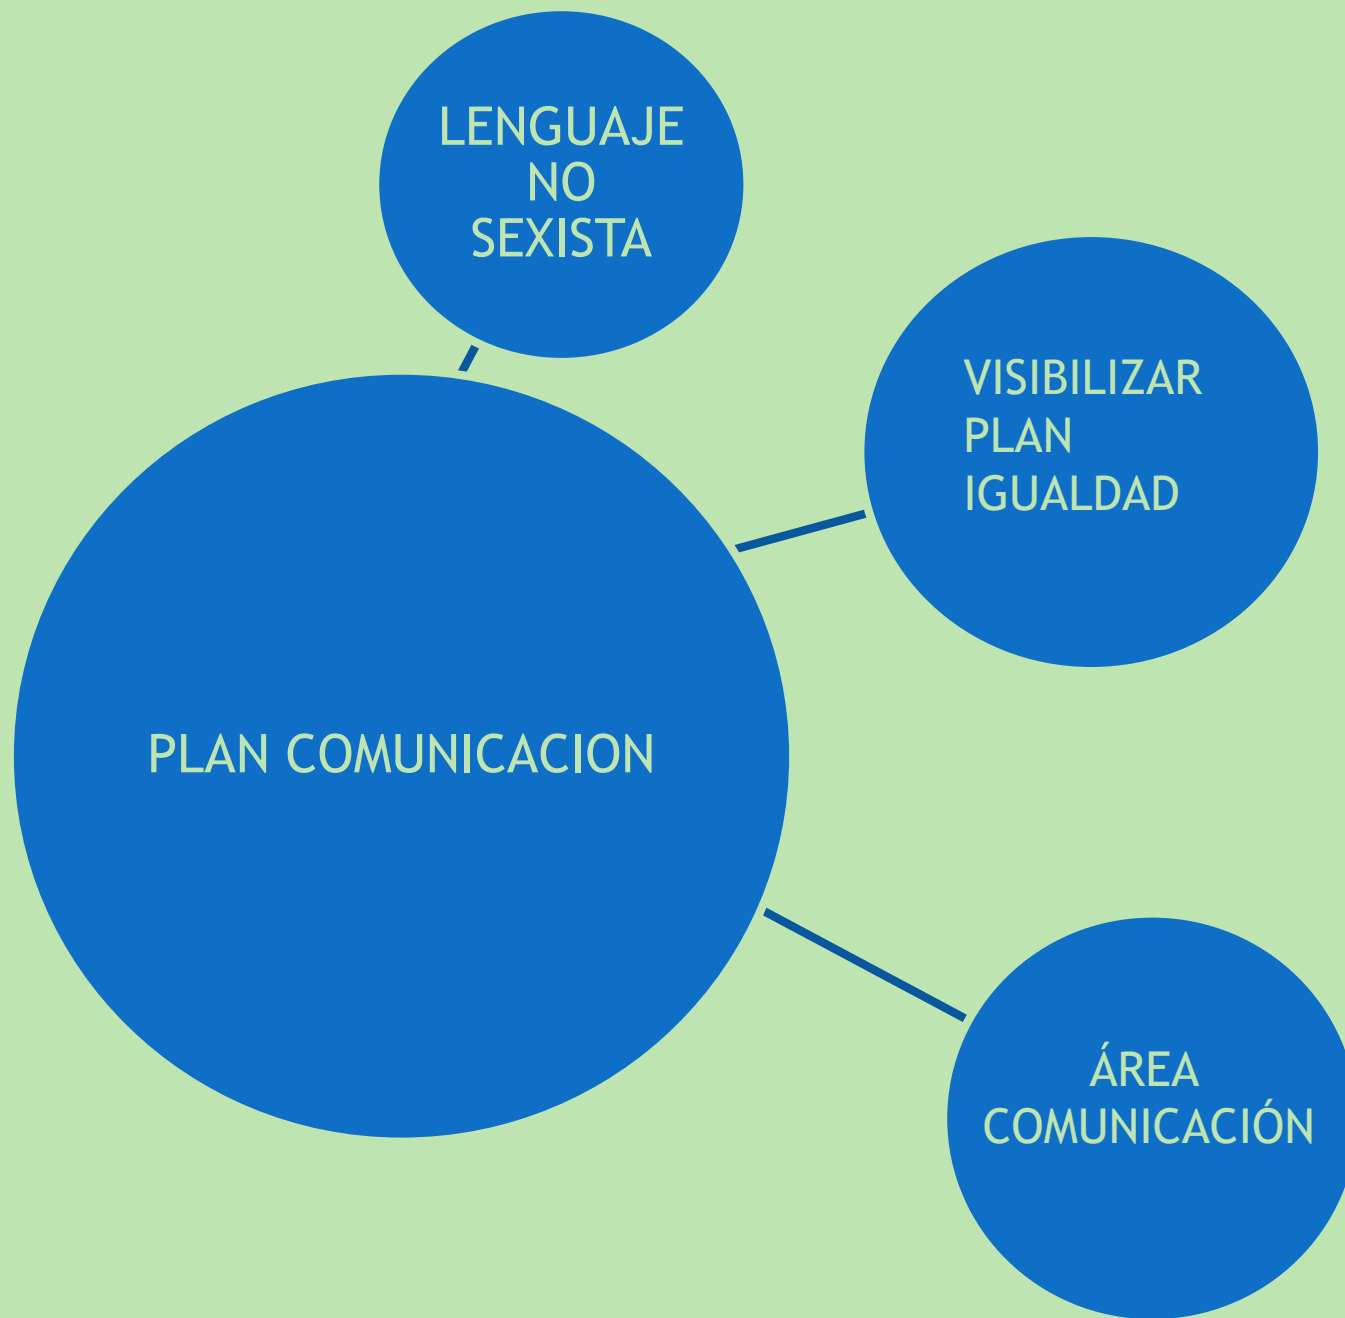 LENGUAJE
NO
SEXISTA
VISIBILIZAR
PLAN
IGUALDAD
PLAN COMUNICACION
ÁREA
COMUNICACIÓN